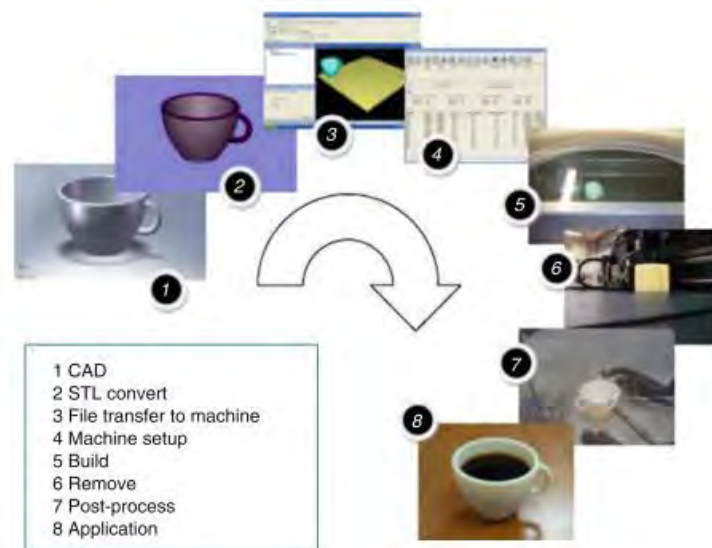 1
2
3
4
5
6
7
8
1 CAD
2 STL convert
3 File transfer to machine
4 Machine setup
5 Build
6 Remove
7 Post-process
8 Application